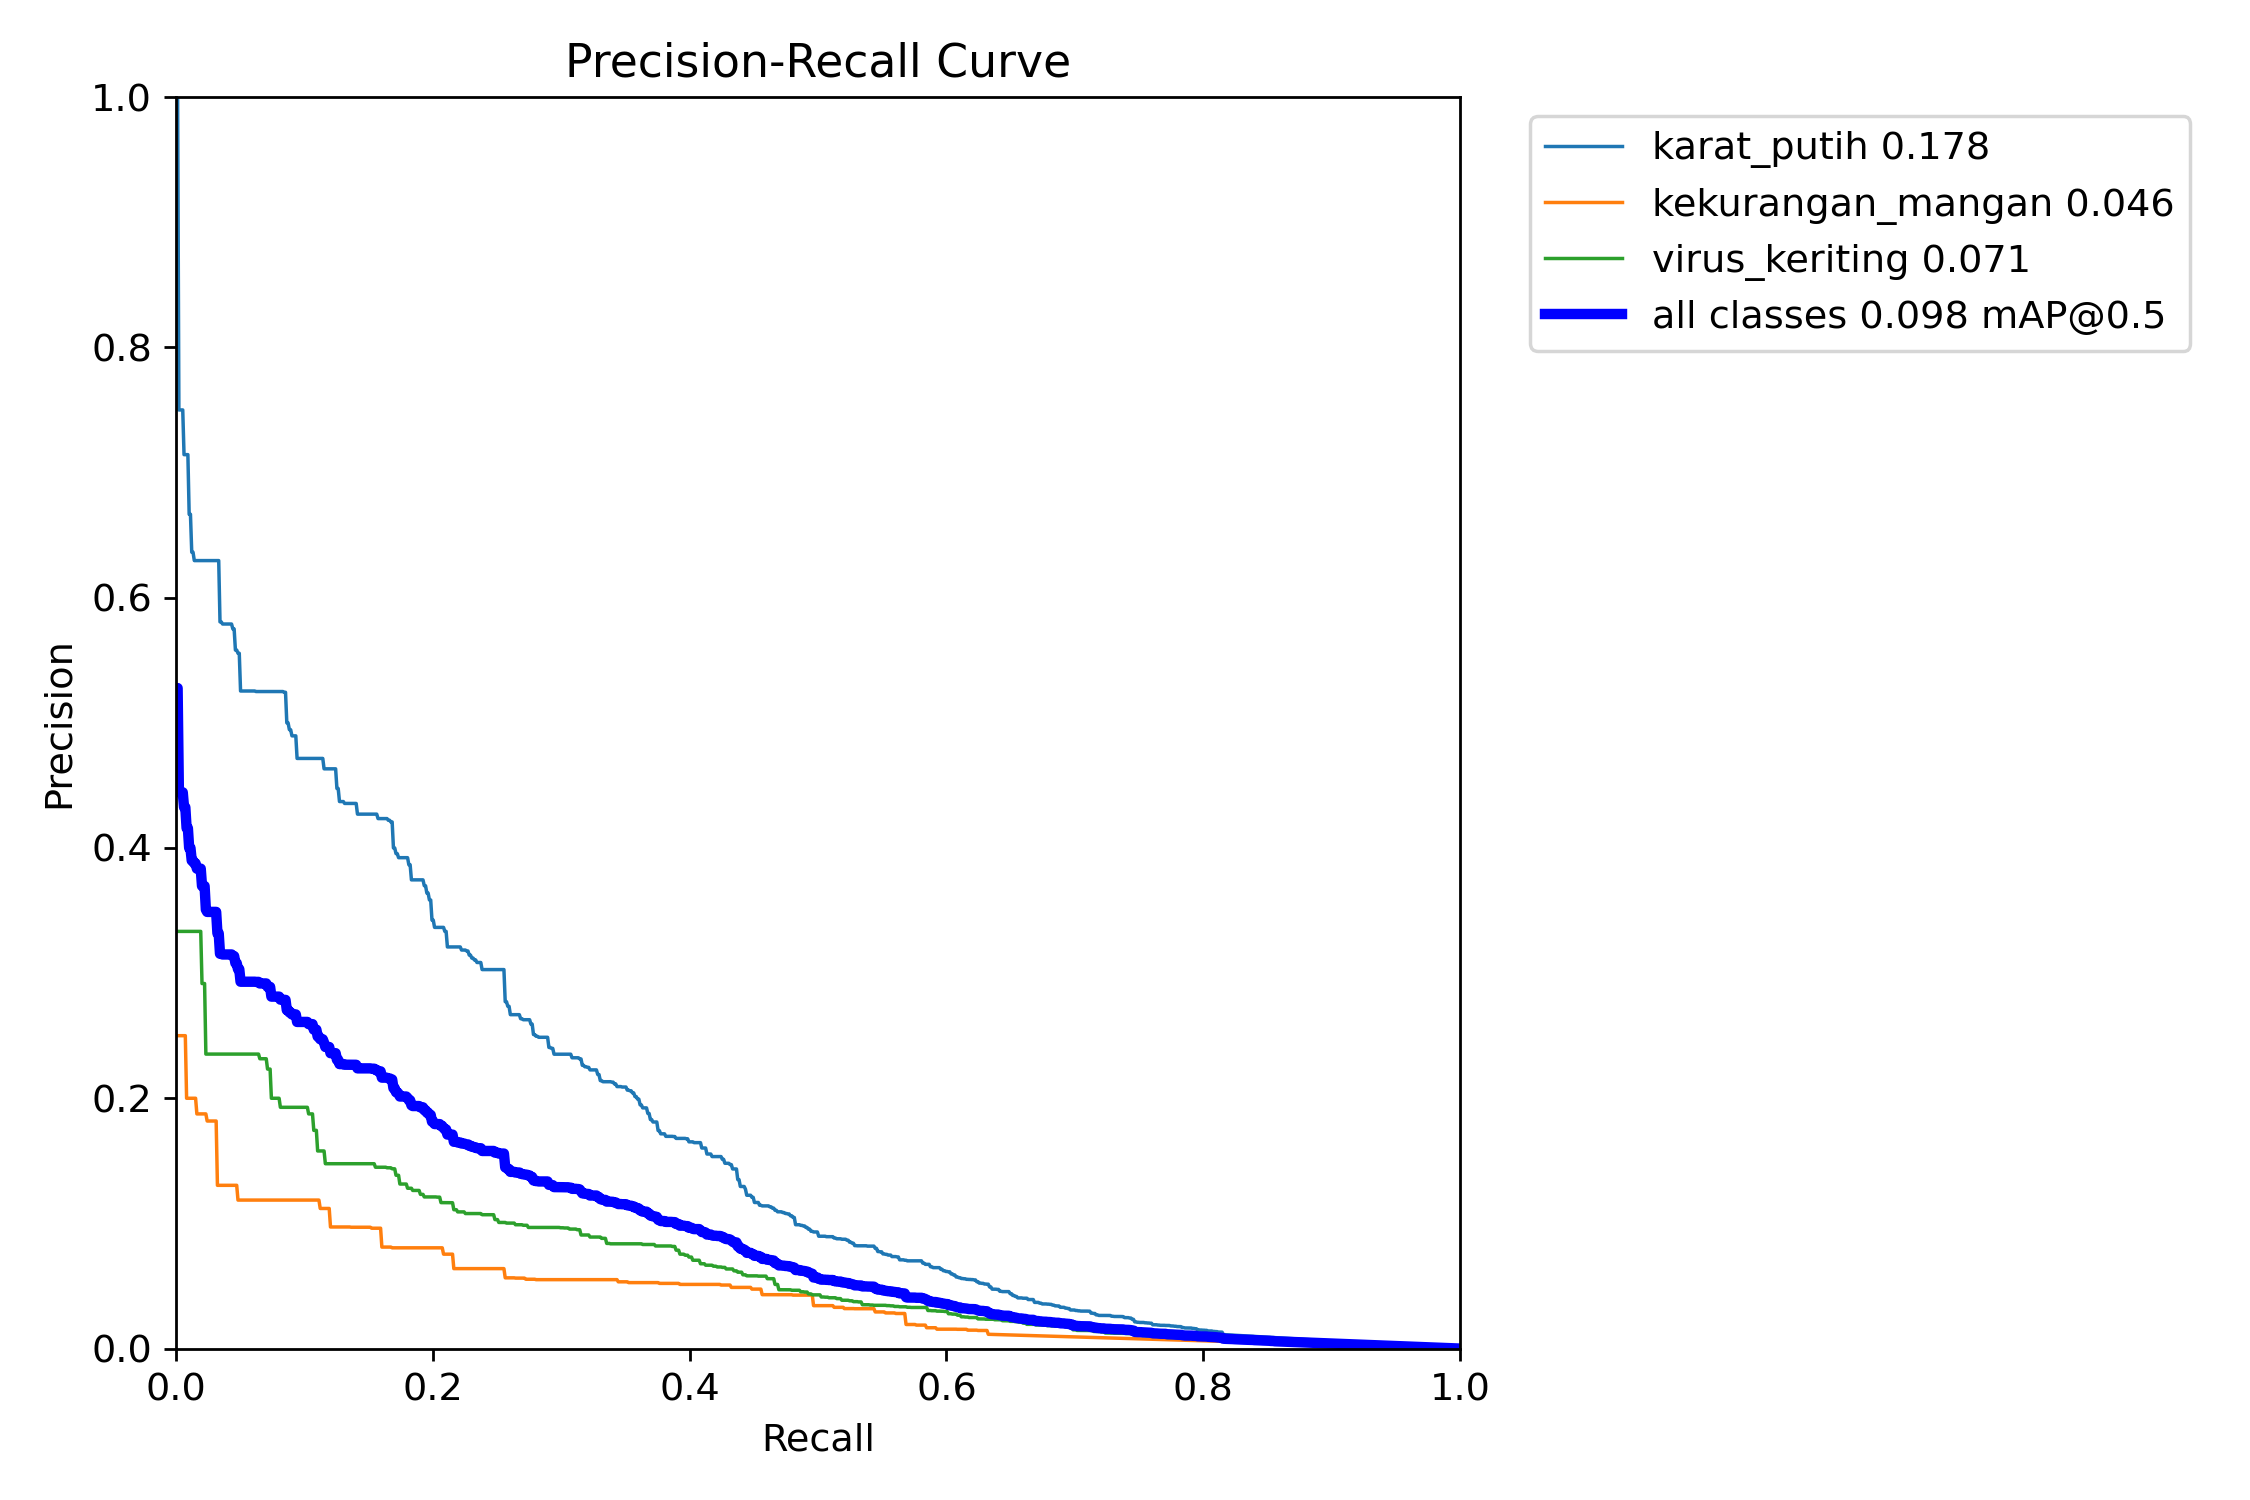 Precision-Recall Curve
1.0
0.8
0.6
0.4
0.2
0.0
Precision
0.0 0.2 0.4 0.6 0.8 1.0
Recall
karat_putih 0.178
kekurangan_mangan 0.046
virus_keriting 0.071
all classes 0.098 mAP@0.5